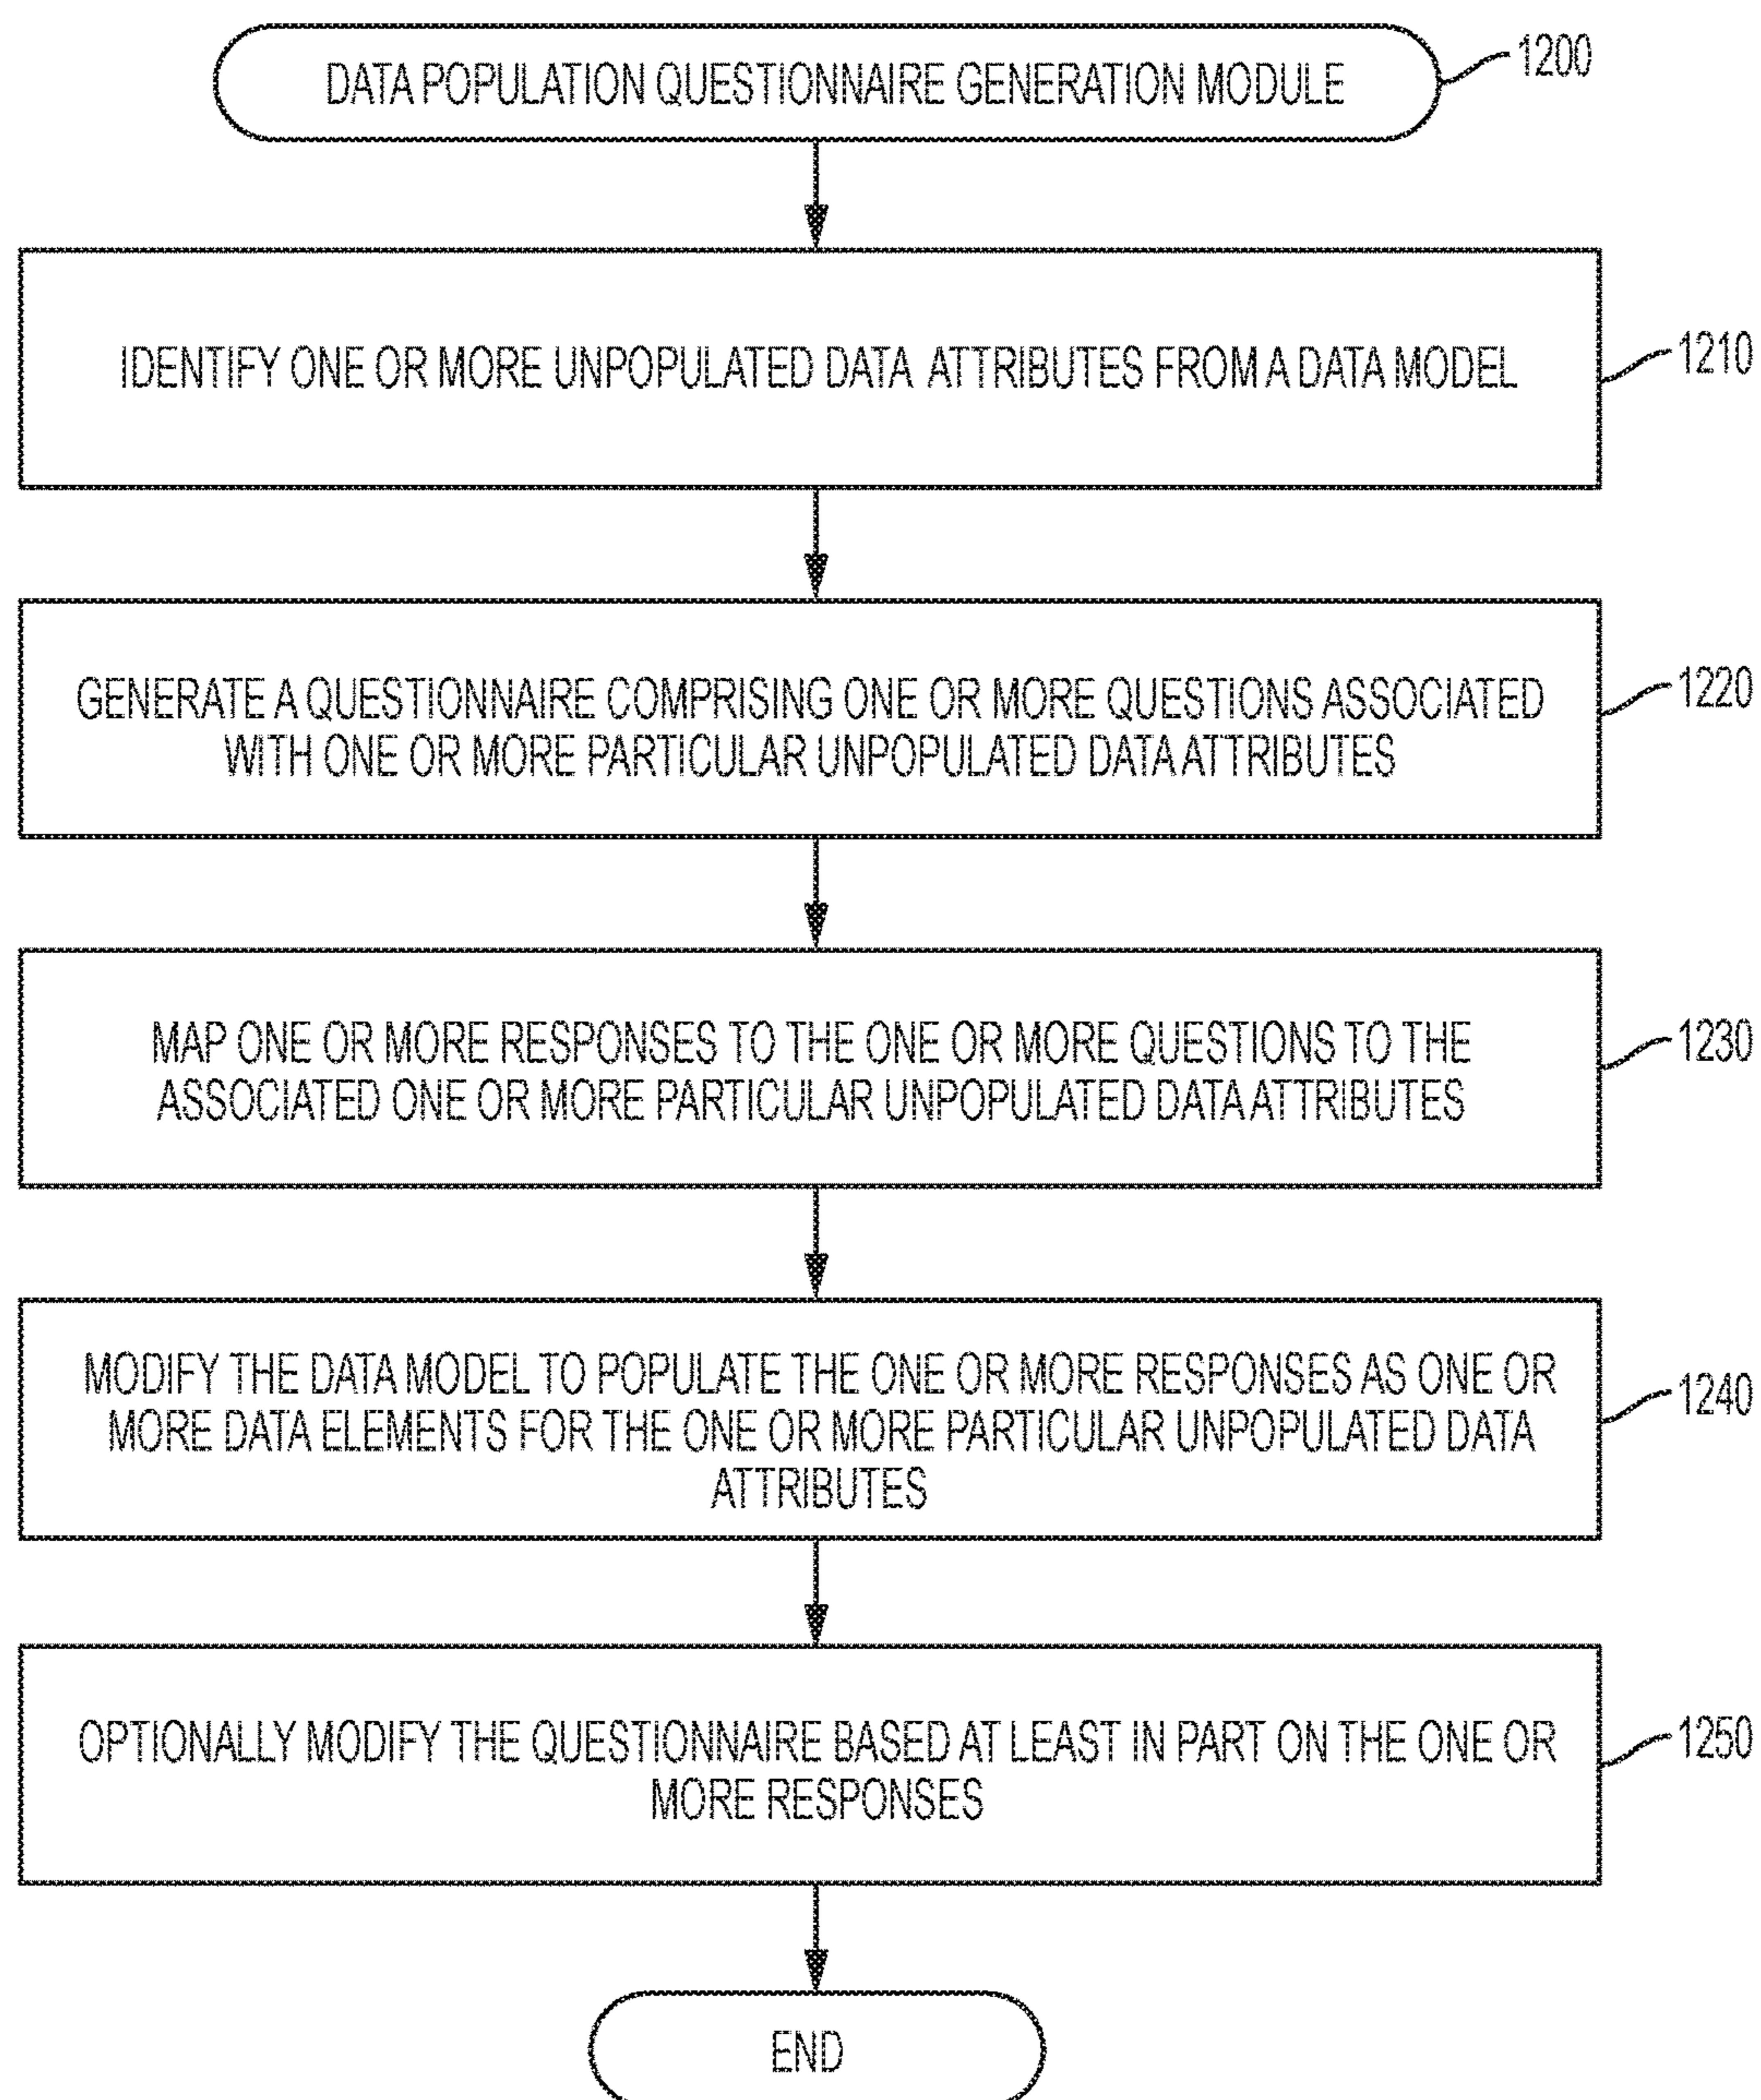 DATA POPULATION QUESTIONNAIRE GENERATION MODULE
1200
IDENTIFY ONE OR MORE UNPOPULATED DATA ATTRIBUTES FROM A DATA MODEL
1210
GENERATE A QUESTIONNAIRE COMPRISING ONE OR MORE QUESTIONS ASSOCIATED
WITH ONE OR MORE PARTICULAR UNPOPULATED DATA ATTRIBUTES
1220
MAP ONE OR MORE RESPONSES TO THE ONE OR MORE QUESTIONS TO THE
ASSOCIATED ONE OR MORE PARTICULAR UNPOPULATED DATA ATTRIBUTES
1230
MODIFY THE DATA MODEL TO POPULATE THE ONE OR MORE RESPONSES AS ONE OR
MORE DATA ELEMENTS FOR THE ONE OR MORE PARTICULAR UNPOPULATED DATA
ATTRIBUTES
1240
OPTIONALLY MODIFY THE QUESTIONNAIRE BASED AT LEAST IN PART ON THE ONE OR
MORE RESPONSES
1250
END